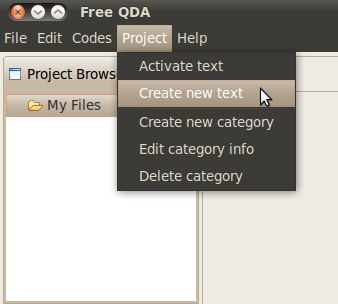 Free QDA
File Edit Codes Project Help
Activate text
Project Brows
Create new text
My Files
Create new category
Edit category info
Delete category